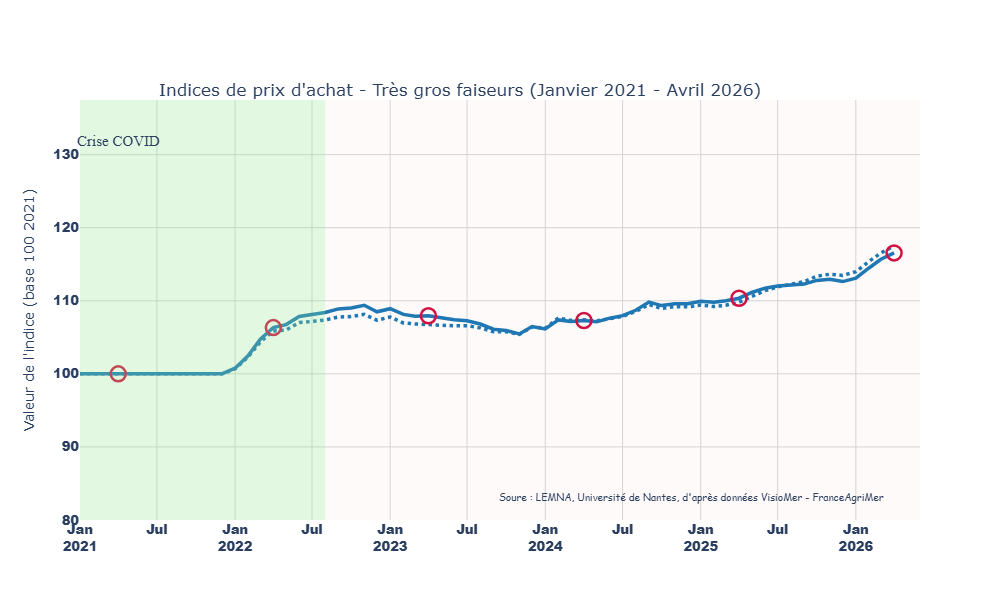 Indices de prix d'achat - Très gros faiseurs (Janvier 2021 - Avril 2026)
Crise COVID
Valeur de l'indice (base 100 2021)
130
120
110
100
90
80
Soure : LEMNA, Université de Nantes, d'après données VisioMer - FranceAgriMer
Jan Jul Jan Jul Jan Jul Jan Jul Jan Jul Jan
2021 2022 2023 2024 2025 2026